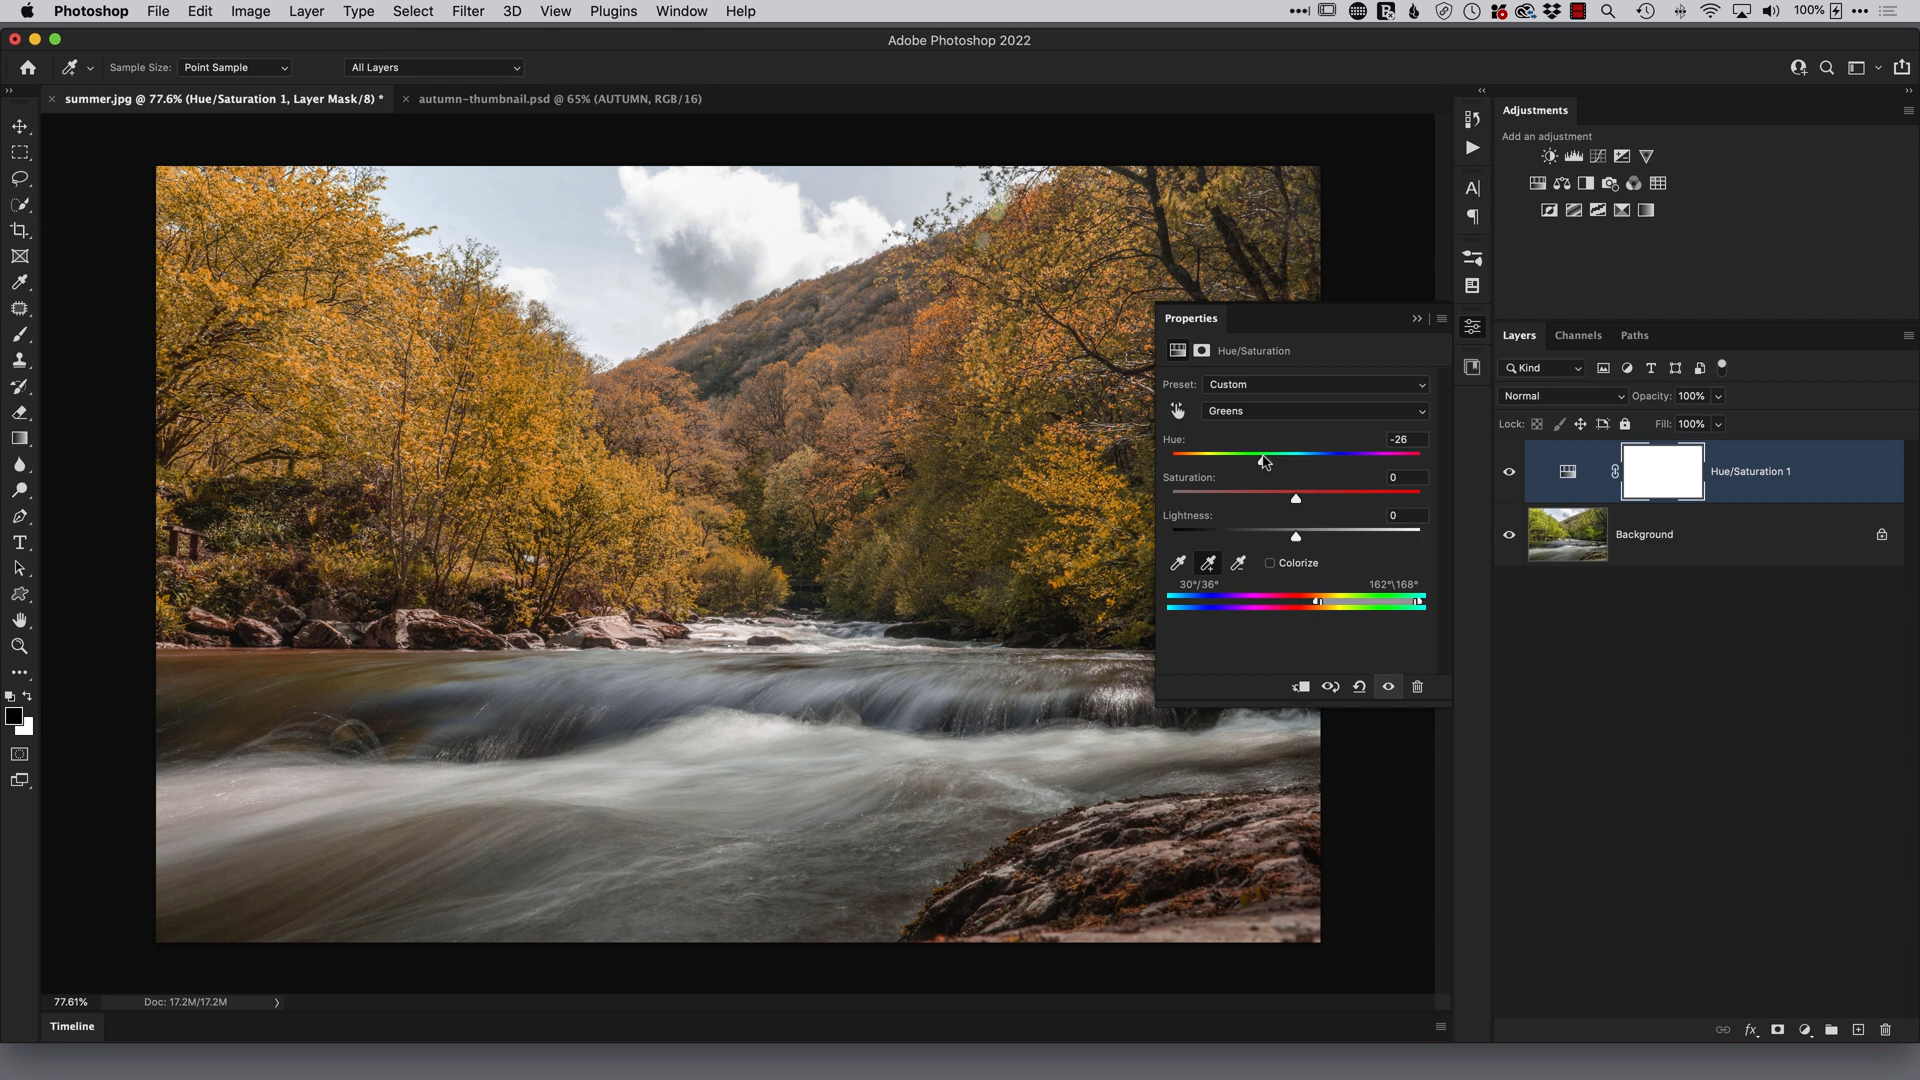 Photoshop File Edit Image Layer Type Select Filter 3D View Plugins Window Help 100%
Adobe Photoshop 2022
Sample Size: Point Sample All Layers
summer.jpg @ 77.6% (Hue/Saturation 1, Layer Mask/8) * autumn-thumbnail.psd @ 65% (AUTUMN, RGB/16)
Adjustments
Add an adjustment
Properties
Hue/Saturation
Preset: Custom
Greens
Hue: -26
Saturation: 0
Lightness: 0
Colorize
30°/36° 162°\168°
Layers Channels Paths
Kind
Normal Opacity: 100%
Lock: Fill: 100%
Hue/Saturation 1
Background
77.61% Doc: 17.2M/17.2M
Timeline